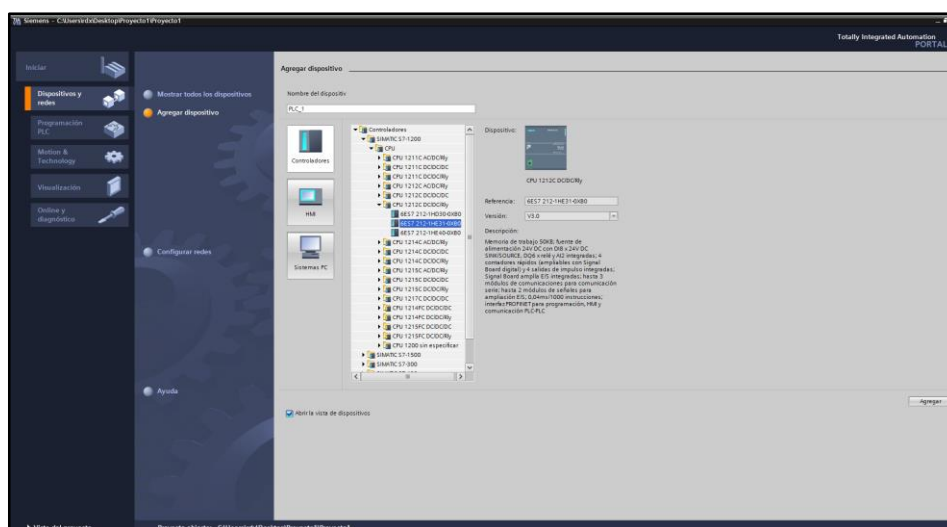 Siemens - C:\Users\rdx\Desktop\Proyecto1\Proyecto1
Totally Integrated Automation
PORTAL
Iniciar
Dispositivos y
redes
Programación
PLC
Motion &
Technology
Visualización
Online y
diagnóstico
Mostrar todos los dispositivos
Agregar dispositivo
Configurar redes
Ayuda
Agregar dispositivo
Nombre del dispositiv
PLC_1
Controladores
HMI
Sistemas PC
Controladores
SIMATIC S7-1200
CPU
CPU 1211C AC/DC/Rly
CPU 1211C DC/DC/DC
CPU 1211C DC/DC/Rly
CPU 1212C AC/DC/Rly
CPU 1212C DC/DC/DC
CPU 1212C DC/DC/Rly
6ES7 212-1HD30-0XB0
6ES7 212-1HE31-0XB0
6ES7 212-1HE40-0XB0
CPU 1214C AC/DC/Rly
CPU 1214C DC/DC/DC
CPU 1214C DC/DC/Rly
CPU 1215C AC/DC/Rly
CPU 1215C DC/DC/DC
CPU 1215C DC/DC/Rly
CPU 1217C DC/DC/DC
CPU 1214FC DC/DC/DC
CPU 1214FC DC/DC/Rly
CPU 1215FC DC/DC/DC
CPU 1215FC DC/DC/Rly
CPU 1200 sin especificar
SIMATIC S7-1500
SIMATIC S7-300
Dispositivo:
CPU 1212C DC/DC/Rly
Referencia: 6ES7 212-1HE31-0XB0
Versión: V3.0
Descripción:
Memoria de trabajo 50KB; fuente de
alimentación 24V DC con DI8 x 24V DC
SINK/SOURCE, DQ6 x relé y AI2 integradas; 4
contadores rápidos (ampliables con Signal
Board digital) y 4 salidas de impulso integradas;
Signal Board amplía E/S integradas; hasta 3
módulos de comunicaciones para comunicación
serie; hasta 2 módulos de señales para
ampliación E/S; 0,04ms/1000 instrucciones;
interfaz PROFINET para programación, HMI y
comunicación PLC-PLC
Agregar
Abrir la vista de dispositivos